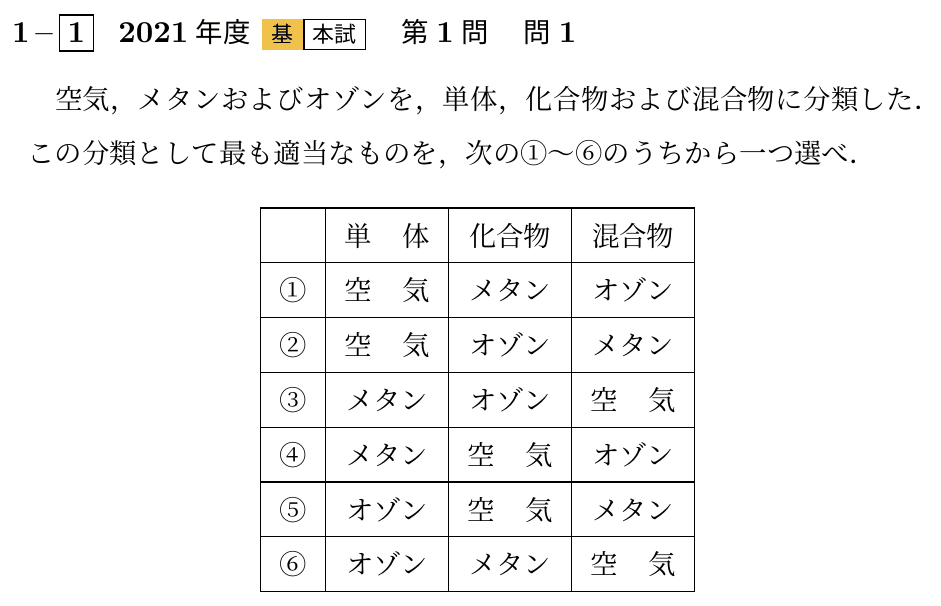 1－1 2021 年度 基 本試 第 1 問 問 1
空気，メタンおよびオゾンを，単体，化合物および混合物に分類した．
この分類として最も適当なものを，次の①〜⑥のうちから一つ選べ．
単 体 化合物 混合物
① 空 気 メタン オゾン
② 空 気 オゾン メタン
③ メタン オゾン 空 気
④ メタン 空 気 オゾン
⑤ オゾン 空 気 メタン
⑥ オゾン メタン 空 気